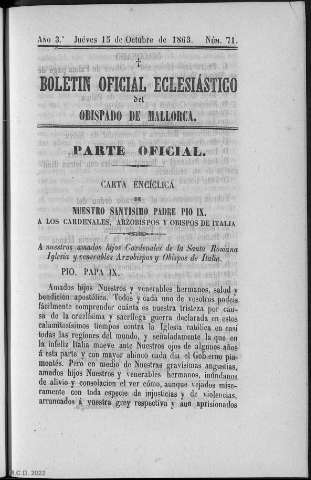 Año 3.° Juéves 15 de Octubre de 1863. Núm. 71.
BOLETIN OFICIAL ECLESIÁSTICO
del
OBISPADO DE MALLORCA.
PARTE OFICIAL.
CARTA ENCÍCLICA
DE
NUESTRO SANTISIMO PADRE PIO IX.
A LOS CARDENALES, ARZOBISPOS Y OBISPOS DE ITALIA
A nuestros amados hijos Cardenales de la Santa Romana
Iglesia y venerables Arzobispos y Obispos de Italia.
PIO, PAPA IX.
Amados hijos Nuestros y venerables hermanos, salud y
bendicion apostólica. Todos y cada uno de vosotros podeis
fácilmente comprender cuánta es nuestra tristeza por cau-
sa de la crudísima y sacrílega guerra declarada en estos
calamitosísimos tiempos contra la Iglesia católica en casi
todas las regiones del mundo, y señaladamente la que en
la infeliz Italia mueve ante Nuestros ojos de algunos años
á esta parte y con mayor ahinco cada dia el Gobierno pia-
montés. Pero en medio de Nuestras gravísimas angustias,
amados hijos Nuestros y venerables hermanos, inúndanos
de alivio y consolacion el ver cómo, aunque vejados míse-
ramente con toda especie de injusticias y de violencias,
arrancados á vuestra grey respectiva y aun aprisionados
R.C.D. 2022